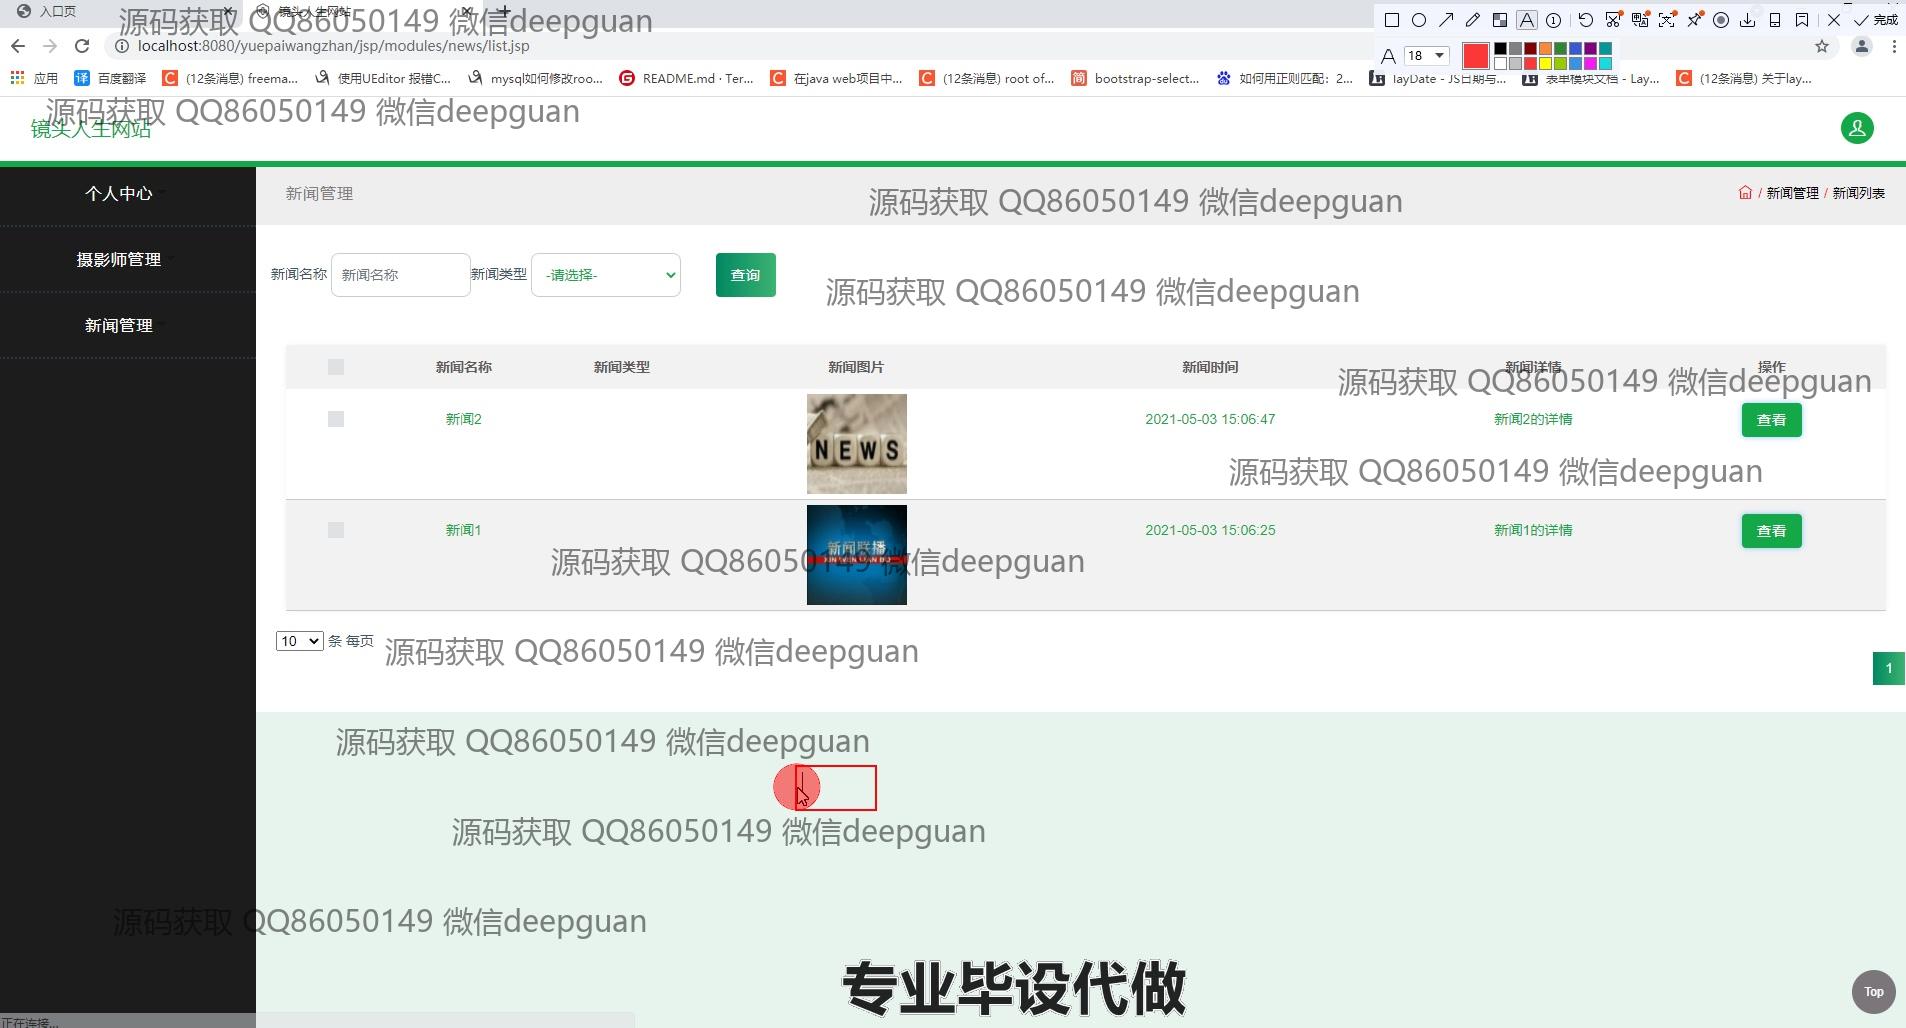 入口页
镜头人生网站
源码获取 QQ86050149 微信deepguan
localhost:8080/yuepaiwangzhan/jsp/modules/news/list.jsp
完成
A 18
应用 百度翻译 (12条消息) freema... 使用UEditor 报错C... mysql如何修改roo... README.md · Ter... 在java web项目中... (12条消息) root of... bootstrap-select... 如何用正则匹配：2... layDate - JS日期与... 表单模块文档 - Lay... (12条消息) 关于lay...
源码获取 QQ86050149 微信deepguan
镜头人生网站
个人中心
新闻管理
源码获取 QQ86050149 微信deepguan
/ 新闻管理 / 新闻列表
摄影师管理
新闻名称 新闻名称 新闻类型 -请选择- 查询
源码获取 QQ86050149 微信deepguan
新闻管理
新闻名称 新闻类型 新闻图片 新闻时间 新闻详情 操作
源码获取 QQ86050149 微信deepguan
新闻2 2021-05-03 15:06:47 新闻2的详情 查看
NEWS
源码获取 QQ86050149 微信deepguan
新闻1 2021-05-03 15:06:25 新闻1的详情 查看
新闻联播
源码获取 QQ86050149 微信deepguan
10 条 每页
源码获取 QQ86050149 微信deepguan
1
源码获取 QQ86050149 微信deepguan
源码获取 QQ86050149 微信deepguan
源码获取 QQ86050149 微信deepguan
专业毕设代做
Top
正在连接...